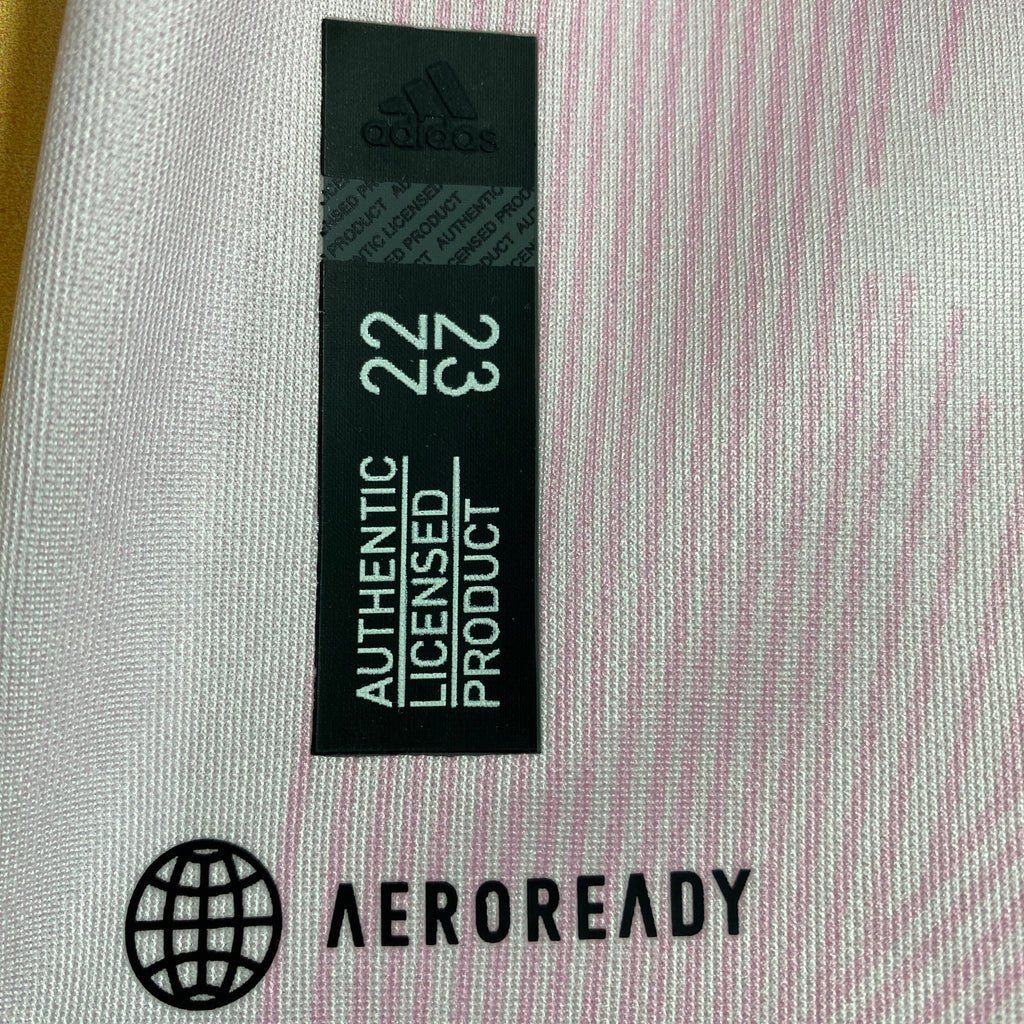 adidas
AUTHENTIC LICENSED PRODUCT
22
23
AUTHENTIC
LICENSED
PRODUCT
AEROREADY